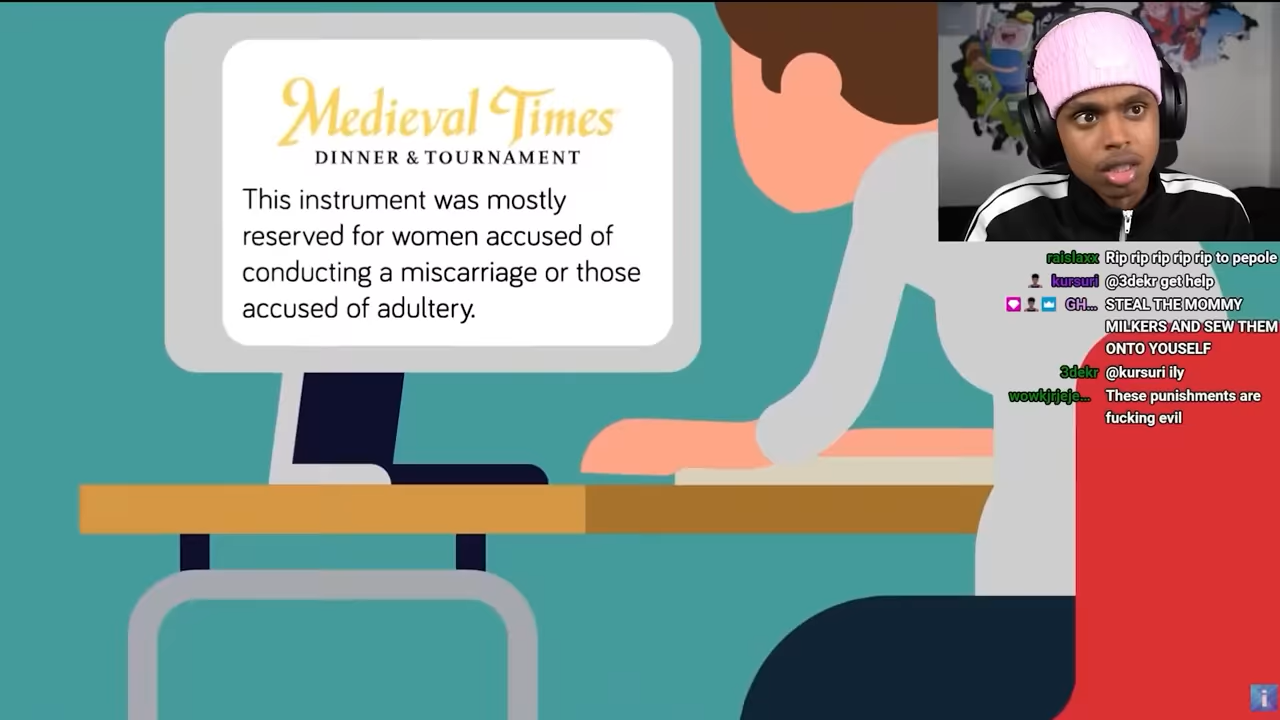 Medieval Times
DINNER & TOURNAMENT
This instrument was mostly
reserved for women accused of
conducting a miscarriage or those
accused of adultery.
raislaxx Rip rip rip rip rip to pepole
kursuri @3dekr get help
GH... STEAL THE MOMMY
MILKERS AND SEW THEM
ONTO YOUSELF
3dekr @kursuri ily
wowkjrjeje... These punishments are
fucking evil
i